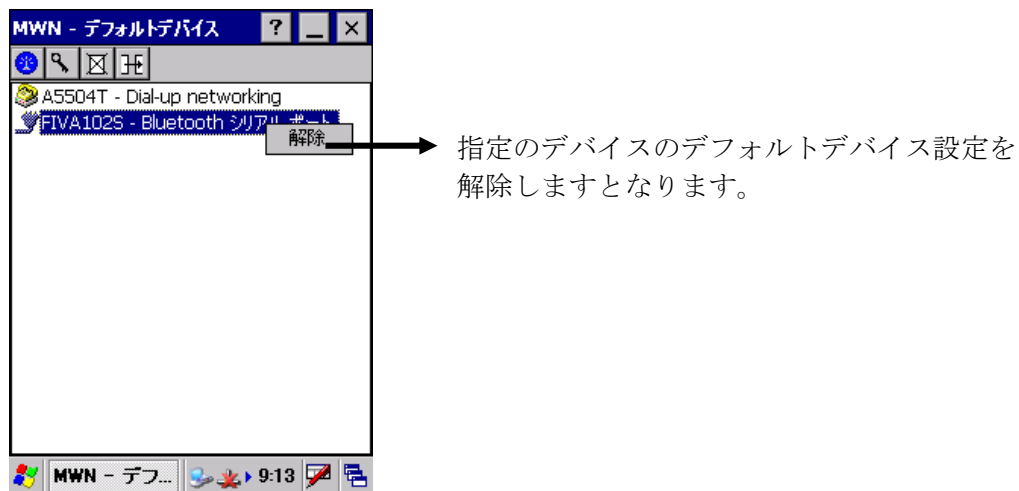 MWN - デフォルトデバイス ? _ ×
A5504T - Dial-up networking
FIVA102S - Bluetooth シリアル ポート
解除
指定のデバイスのデフォルトデバイス設定を
解除しますとなります。
MWN - デフ... 9:13